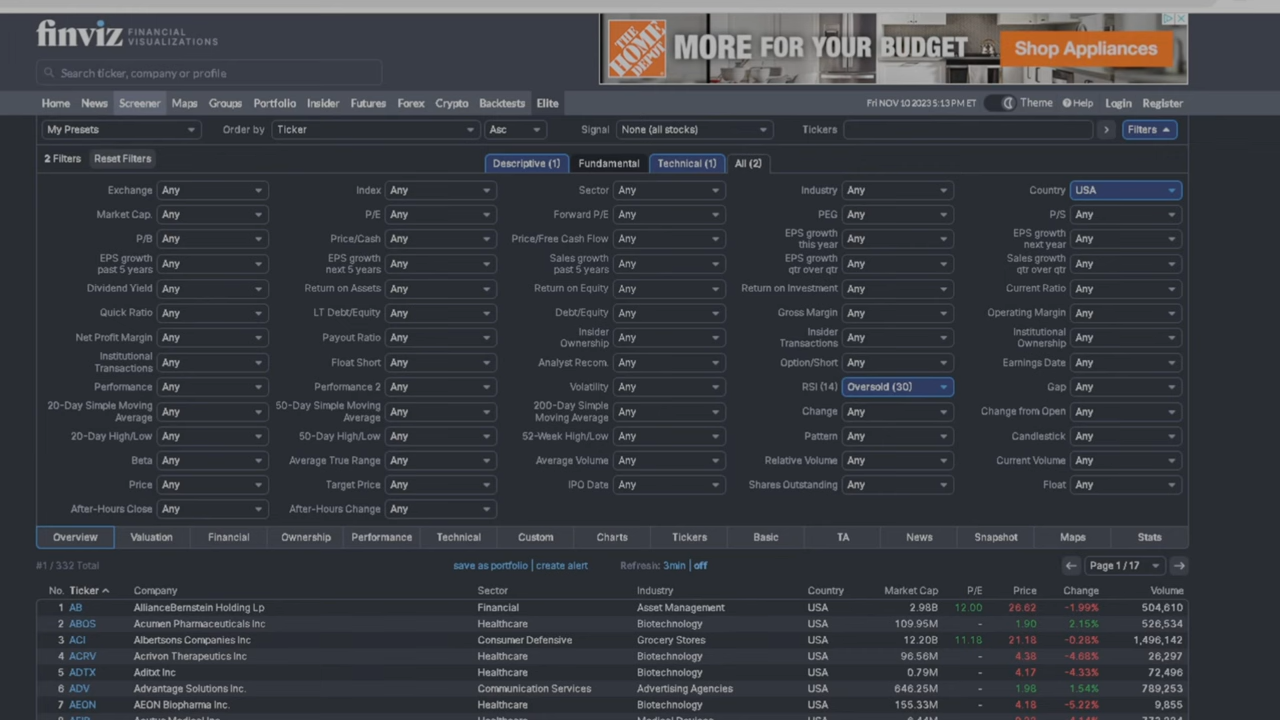 finviz FINANCIAL VISUALIZATIONS
THE HOME DEPOT MORE FOR YOUR BUDGET Shop Appliances
Search ticker, company or profile
Home News Screener Maps Groups Portfolio Insider Futures Forex Crypto Backtests Elite Fri NOV 10 2023 5:13 PM ET Theme Help Login Register
My Presets Order by Ticker Asc Signal None (all stocks) Tickers Filters
2 Filters Reset Filters Descriptive (1) Fundamental Technical (1) All (2)
Exchange Any Index Any Sector Any Industry Any Country USA
Market Cap. Any P/E Any Forward P/E Any PEG Any P/S Any
P/B Any Price/Cash Any Price/Free Cash Flow Any EPS growth this year Any EPS growth next year Any
EPS growth past 5 years Any EPS growth next 5 years Any Sales growth past 5 years Any EPS growth qtr over qtr Any Sales growth qtr over qtr Any
Dividend Yield Any Return on Assets Any Return on Equity Any Return on Investment Any Current Ratio Any
Quick Ratio Any LT Debt/Equity Any Debt/Equity Any Gross Margin Any Operating Margin Any
Net Profit Margin Any Payout Ratio Any Insider Ownership Any Insider Transactions Any Institutional Ownership Any
Institutional Transactions Any Float Short Any Analyst Recom. Any Option/Short Any Earnings Date Any
Performance Any Performance 2 Any Volatility Any RSI (14) Oversold (30) Gap Any
20-Day Simple Moving Average Any 50-Day Simple Moving Average Any 200-Day Simple Moving Average Any Change Any Change from Open Any
20-Day High/Low Any 50-Day High/Low Any 52-Week High/Low Any Pattern Any Candlestick Any
Beta Any Average True Range Any Average Volume Any Relative Volume Any Current Volume Any
Price Any Target Price Any IPO Date Any Shares Outstanding Any Float Any
After-Hours Close Any After-Hours Change Any
Overview Valuation Financial Ownership Performance Technical Custom Charts Tickers Basic TA News Snapshot Maps Stats
#1 / 332 Total save as portfolio | create alert Refresh: 3min | off Page 1 / 17
No. Ticker Company Sector Industry Country Market Cap P/E Price Change Volume
1 AB AllianceBernstein Holding Lp Financial Asset Management USA 2.98B 12.00 26.62 -1.99% 504,610
2 ABOS Acumen Pharmaceuticals Inc Healthcare Biotechnology USA 109.95M - 1.90 2.15% 526,534
3 ACI Albertsons Companies Inc Consumer Defensive Grocery Stores USA 12.20B 11.18 21.18 -0.28% 1,496,142
4 ACRV Acrivon Therapeutics Inc Healthcare Biotechnology USA 96.56M - 4.38 -4.68% 26,297
5 ADTX Aditxt Inc Healthcare Biotechnology USA 0.79M - 4.17 -4.33% 72,496
6 ADV Advantage Solutions Inc. Communication Services Advertising Agencies USA 646.25M - 1.98 1.54% 789,253
7 AEON AEON Biopharma Inc. Healthcare Biotechnology USA 155.33M - 4.18 -5.22% 9,855